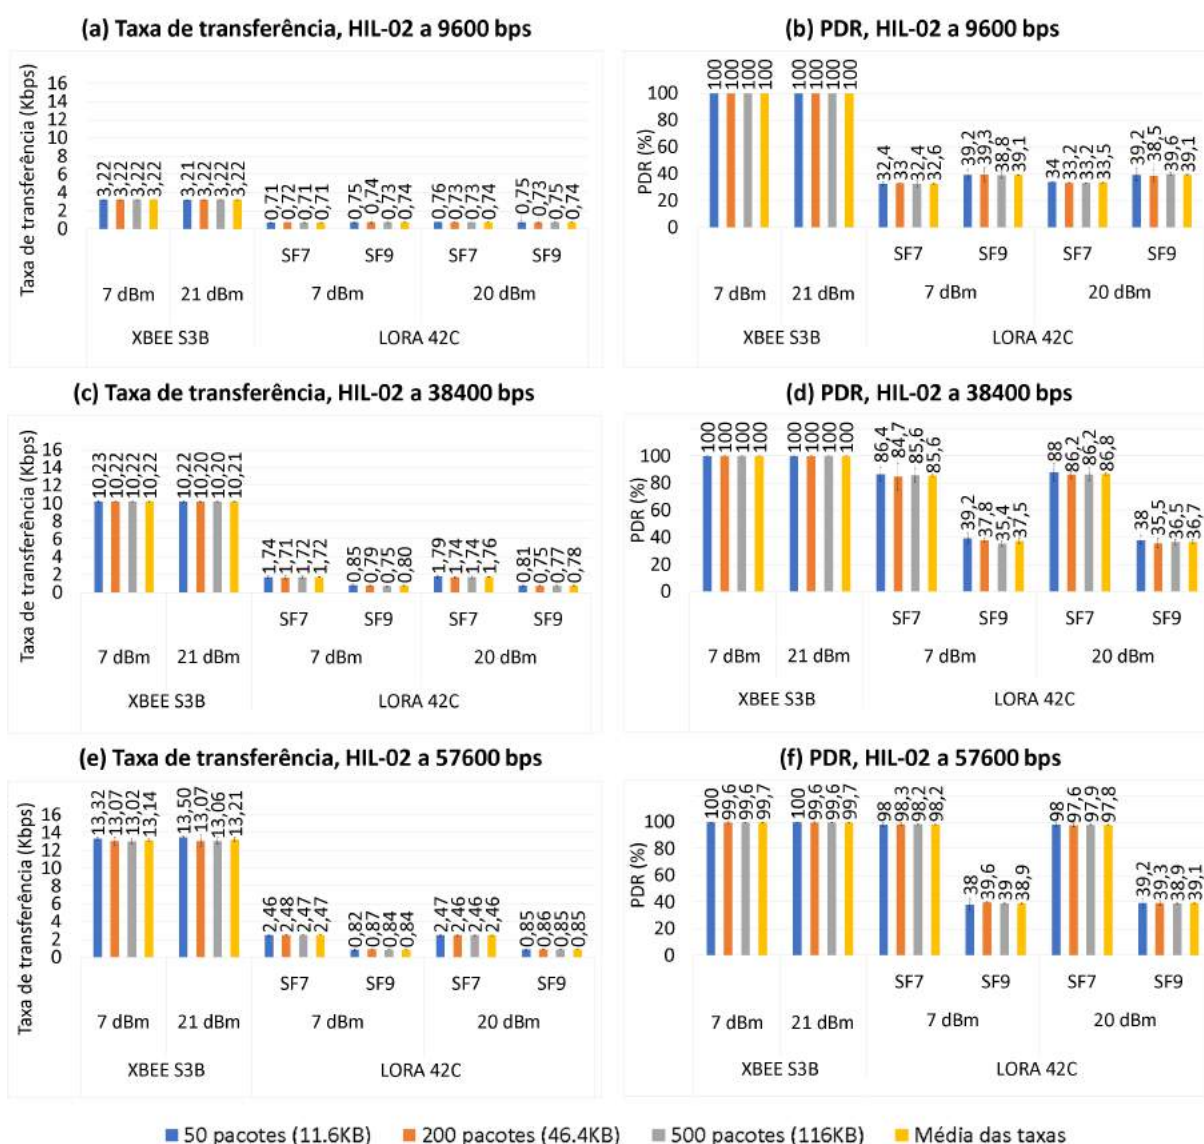 (a) Taxa de transferência, HIL-02 a 9600 bps
Taxa de transferência (Kbps)
16
14
12
10
8
6
4
2
0
3,22 3,22 3,22 3,22 3,21 3,22 3,22 3,22 0,71 0,72 0,71 0,71 0,75 0,74 0,73 0,74 0,76 0,73 0,73 0,74 0,75 0,73 0,75 0,74
SF7 SF9 SF7 SF9
7 dBm 21 dBm 7 dBm 20 dBm
XBEE S3B LORA 42C
(b) PDR, HIL-02 a 9600 bps
PDR (%)
100
80
60
40
20
0
100 100 100 100 100 100 100 100 32,4 33 32,4 32,6 39,2 39,3 38,8 39,1 34 33,2 33,2 33,5 39,2 38,5 39,6 39,1
SF7 SF9 SF7 SF9
7 dBm 21 dBm 7 dBm 20 dBm
XBEE S3B LORA 42C
(c) Taxa de transferência, HIL-02 a 38400 bps
Taxa de transferência (Kbps)
16
14
12
10
8
6
4
2
0
10,23 10,22 10,22 10,22 10,22 10,20 10,20 10,21 1,74 1,71 1,72 1,72 0,85 0,79 0,75 0,80 1,79 1,74 1,74 1,76 0,81 0,75 0,77 0,78
SF7 SF9 SF7 SF9
7 dBm 21 dBm 7 dBm 20 dBm
XBEE S3B LORA 42C
(d) PDR, HIL-02 a 38400 bps
PDR (%)
100
80
60
40
20
0
100 100 100 100 100 100 100 100 86,4 84,7 85,6 85,6 39,2 37,8 35,4 37,5 88 86,2 86,2 86,8 38 35,5 36,5 36,7
SF7 SF9 SF7 SF9
7 dBm 21 dBm 7 dBm 20 dBm
XBEE S3B LORA 42C
(e) Taxa de transferência, HIL-02 a 57600 bps
Taxa de transferência (Kbps)
16
14
12
10
8
6
4
2
0
13,32 13,07 13,02 13,14 13,50 13,07 13,06 13,21 2,46 2,48 2,47 2,47 0,82 0,87 0,84 0,84 2,47 2,46 2,46 2,46 0,85 0,86 0,85 0,85
SF7 SF9 SF7 SF9
7 dBm 21 dBm 7 dBm 20 dBm
XBEE S3B LORA 42C
(f) PDR, HIL-02 a 57600 bps
PDR (%)
100
80
60
40
20
0
100 99,6 99,6 99,7 100 99,6 99,6 99,7 98 98,3 98,2 98,2 38 39,6 39 38,9 98 97,6 97,9 97,8 39,2 39,3 38,9 39,1
SF7 SF9 SF7 SF9
7 dBm 21 dBm 7 dBm 20 dBm
XBEE S3B LORA 42C
50 pacotes (11.6KB) 200 pacotes (46.4KB) 500 pacotes (116KB) Média das taxas